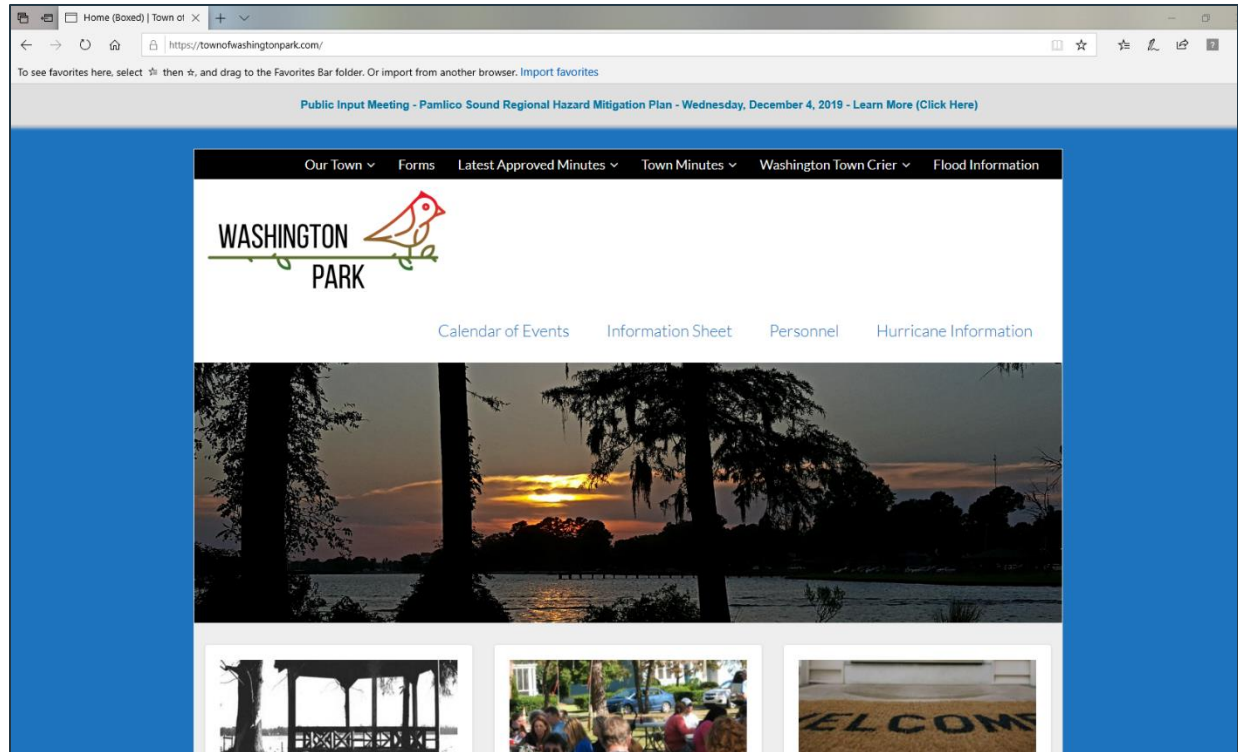 Home (Boxed) | Town of
https://townofwashingtonpark.com/
To see favorites here, select then, and drag to the Favorites Bar folder. Or import from another browser. Import favorites
Public Input Meeting - Pamlico Sound Regional Hazard Mitigation Plan - Wednesday, December 4, 2019 - Learn More (Click Here)
Our Town Forms Latest Approved Minutes Town Minutes Washington Town Crier Flood Information
WASHINGTON
PARK
Calendar of Events Information Sheet Personnel Hurricane Information
ELCOME